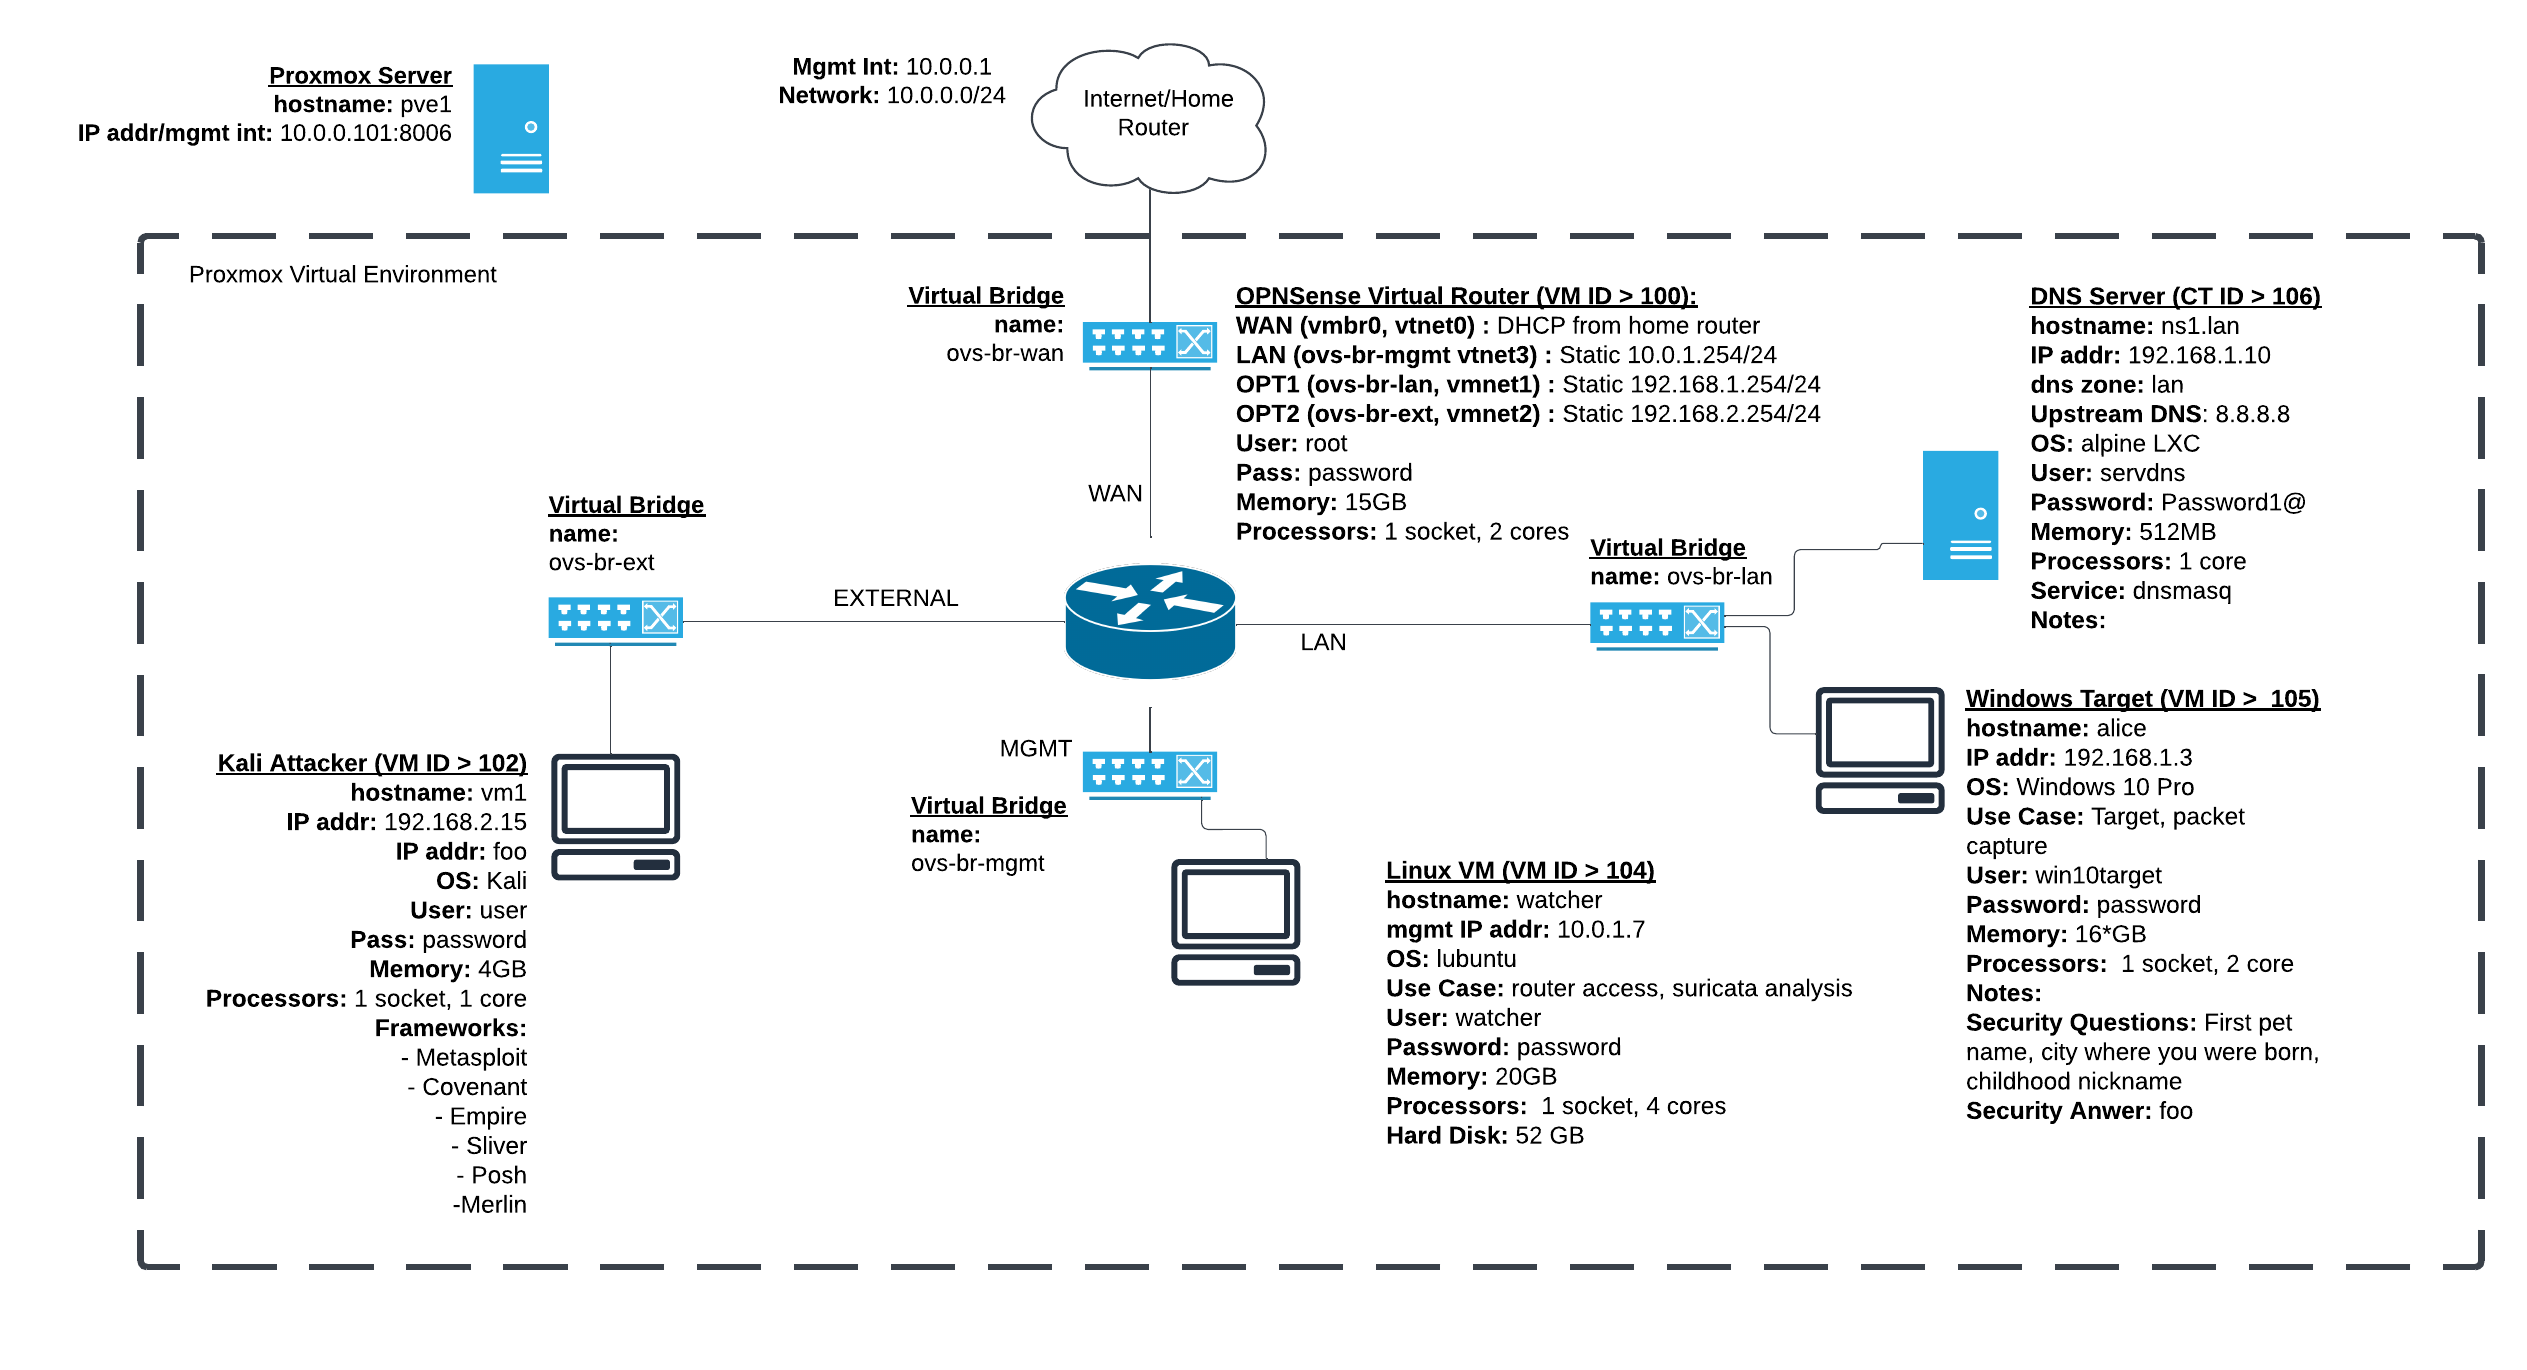 Proxmox Server
hostname: pve1
IP addr/mgmt int: 10.0.0.101:8006
Mgmt Int: 10.0.0.1
Network: 10.0.0.0/24
Internet/Home
Router
Proxmox Virtual Environment
Virtual Bridge
name:
ovs-br-wan
OPNSense Virtual Router (VM ID > 100):
WAN (vmbr0, vtnet0) : DHCP from home router
LAN (ovs-br-mgmt vtnet3) : Static 10.0.1.254/24
OPT1 (ovs-br-lan, vmnet1) : Static 192.168.1.254/24
OPT2 (ovs-br-ext, vmnet2) : Static 192.168.2.254/24
User: root
Pass: password
Memory: 15GB
Processors: 1 socket, 2 cores
DNS Server (CT ID > 106)
hostname: ns1.lan
IP addr: 192.168.1.10
dns zone: lan
Upstream DNS: 8.8.8.8
OS: alpine LXC
User: servdns
Password: Password1@
Memory: 512MB
Processors: 1 core
Service: dnsmasq
Notes:
WAN
Virtual Bridge
name:
ovs-br-ext
EXTERNAL
LAN
Virtual Bridge
name: ovs-br-lan
MGMT
Virtual Bridge
name:
ovs-br-mgmt
Kali Attacker (VM ID > 102)
hostname: vm1
IP addr: 192.168.2.15
IP addr: foo
OS: Kali
User: user
Pass: password
Memory: 4GB
Processors: 1 socket, 1 core
Frameworks:
- Metasploit
- Covenant
- Empire
- Sliver
- Posh
-Merlin
Linux VM (VM ID > 104)
hostname: watcher
mgmt IP addr: 10.0.1.7
OS: lubuntu
Use Case: router access, suricata analysis
User: watcher
Password: password
Memory: 20GB
Processors:  1 socket, 4 cores
Hard Disk: 52 GB
Windows Target (VM ID >  105)
hostname: alice
IP addr: 192.168.1.3
OS: Windows 10 Pro
Use Case: Target, packet
capture
User: win10target
Password: password
Memory: 16*GB
Processors:  1 socket, 2 core
Notes:
Security Questions: First pet
name, city where you were born,
childhood nickname
Security Anwer: foo